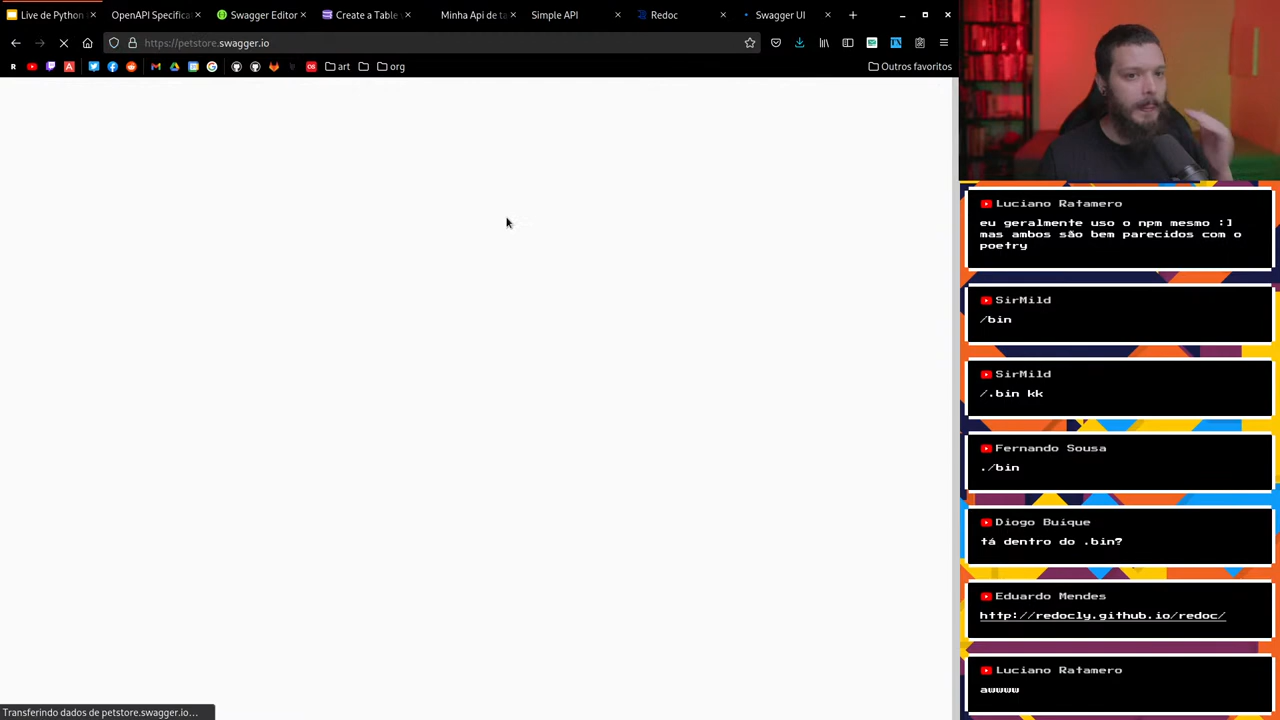 Live de Python
OpenAPI Specifica
Swagger Editor
Create a Table
Minha Api de ta
Simple API
Redoc
Swagger UI
https://petstore.swagger.io
R
art
org
Outros favoritos
Luciano Ratamero
eu geralmente uso o npm mesmo :]
mas ambos são bem parecidos com o
poetry
SirMild
/bin
SirMild
/.bin kk
Fernando Sousa
./bin
Diogo Buique
tá dentro do .bin?
Eduardo Mendes
http://redocly.github.io/redoc/
Luciano Ratamero
awwww
Transferindo dados de petstore.swagger.io...